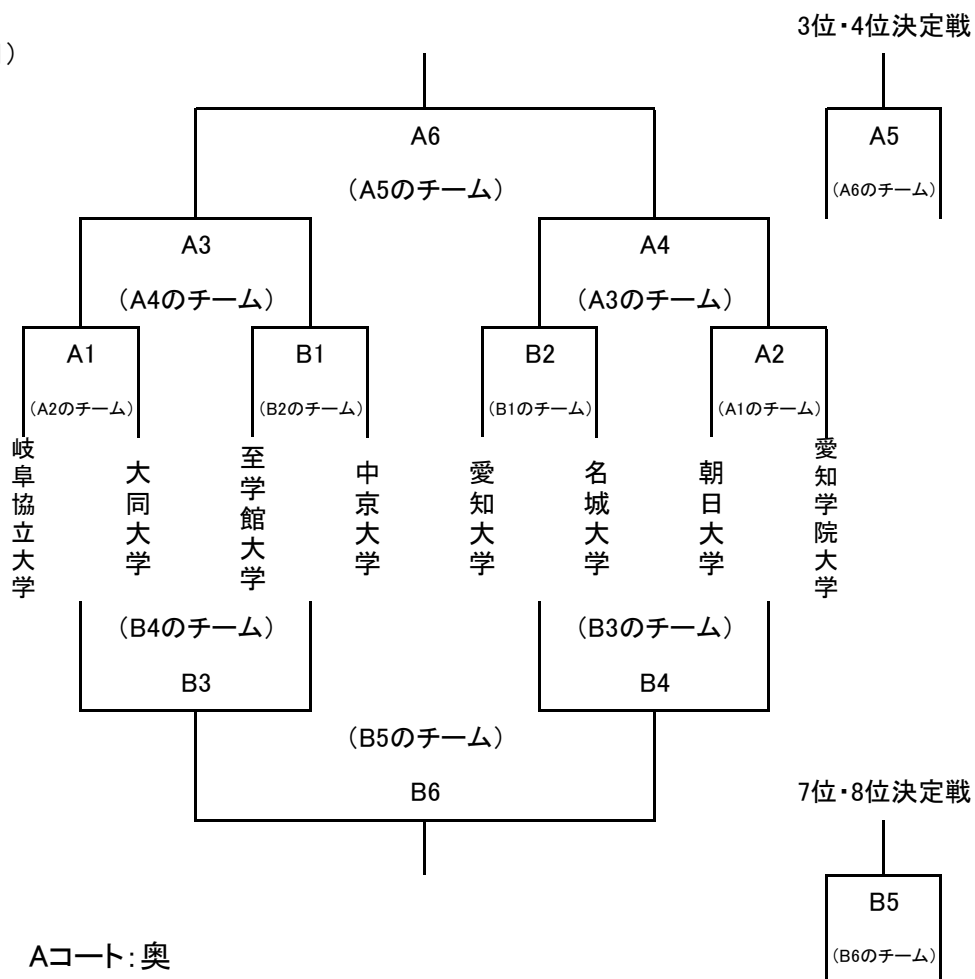 3位・4位決定戦
）
A6
A5
（A5のチーム）
（A6のチーム）
A3
A4
（A4のチーム）
（A3のチーム）
A1
B1
B2
A2
（A2のチーム）
（B2のチーム）
（B1のチーム）
（A1のチーム）
岐阜協立大学
大同大学
至学館大学
中京大学
愛知大学
名城大学
朝日大学
愛知学院大学
（B4のチーム）
（B3のチーム）
B3
B4
（B5のチーム）
B6
7位・8位決定戦
B5
（B6のチーム）
Aコート：奥